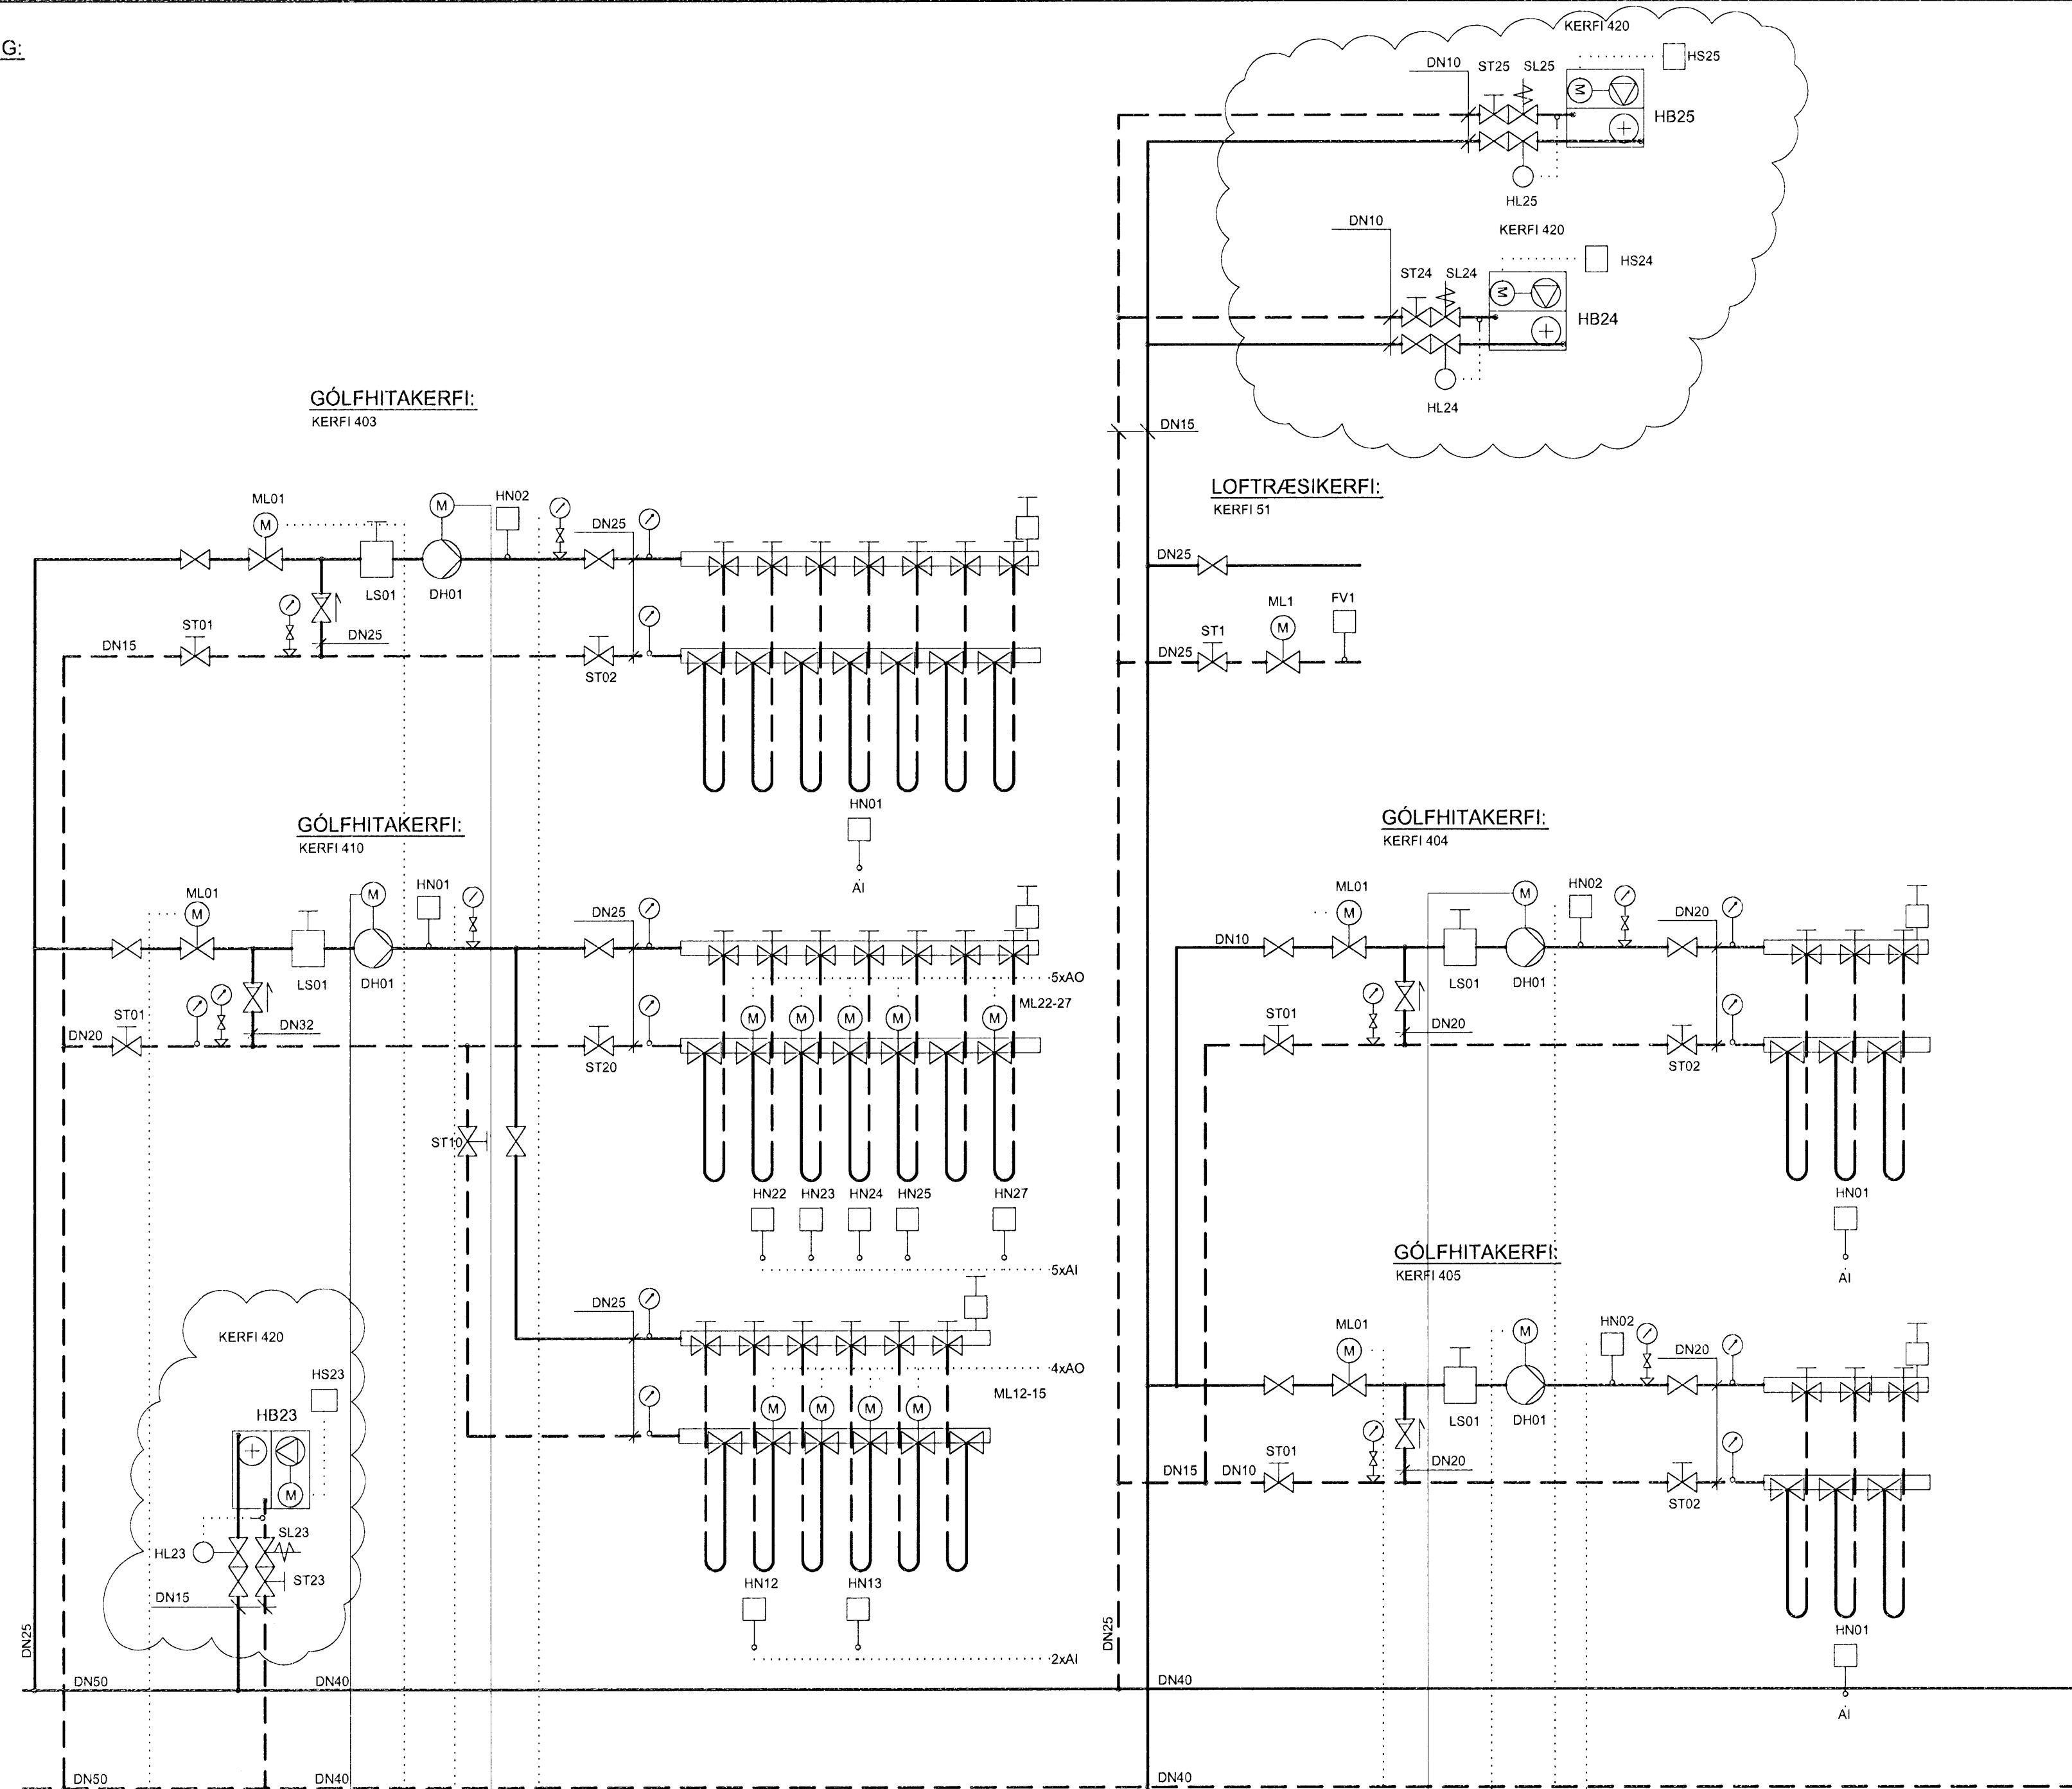 G:
KERFI 420
HS25
DN10
ST25
SL25
M
HB25
HL25
DN10
KERFI 420
HS24
ST24
SL24
M
HB24
HL24
DN15
GÓLFHITAKERFI:
KERFI 403
ML01
M
M
HN02
DN25
LS01
DH01
ST01
DN15
DN25
ST02
HN01
AI
LOFTRÆSIKERFI:
KERFI 51
DN25
ML1
FV1
ST1
M
DN25
GÓLFHITAKERFI:
KERFI 410
ML01
M
M
HN01
DN25
LS01
DH01
5xAO
ML22-27
ST01
DN20
DN32
M
M
M
M
M
ST20
ST10
HN22
HN23
HN24
HN25
HN27
5xAI
DN25
4xAO
ML12-15
M
M
M
M
HN12
HN13
2xAI
KERFI 420
HS23
HB23
M
SL23
HL23
ST23
DN15
DN25
DN50
DN40
DN50
DN40
GÓLFHITAKERFI:
KERFI 404
ML01
M
M
HN02
DN20
DN10
LS01
DH01
ST01
DN20
ST02
HN01
AI
GÓLFHITAKERFI:
KERFI 405
ML01
M
M
HN02
DN20
LS01
DH01
ST01
DN15
DN10
DN20
ST02
HN01
AI
DN25
DN40
DN40